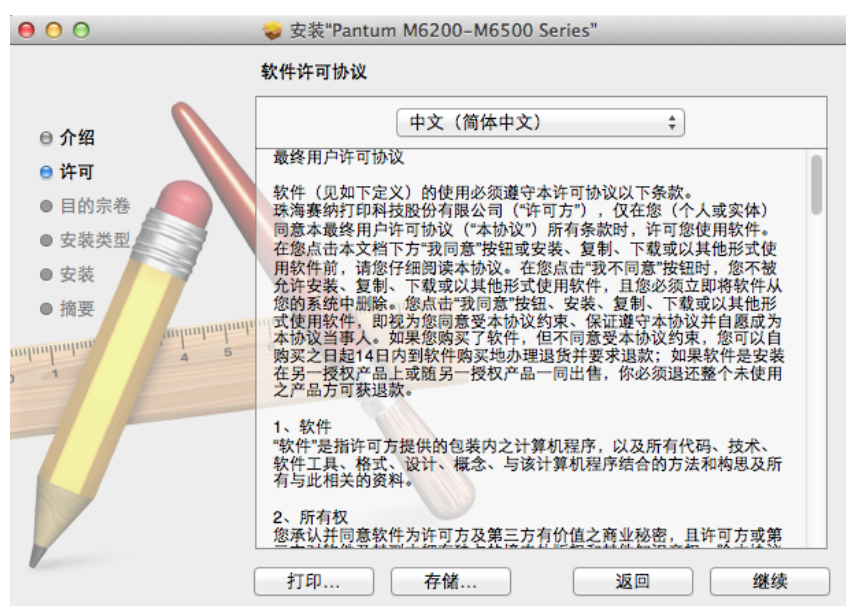 安装“Pantum M6200-M6500 Series”
软件许可协议
介绍
许可
目的宗卷
安装类型
安装
摘要
中文（简体中文）
最终用户许可协议
软件（见如下定义）的使用必须遵守本许可协议以下条款。
珠海赛纳打印科技股份有限公司（“许可方”），仅在您（个人或实体）
同意本最终用户许可协议（“本协议”）所有条款时，许可您使用软件。
在您点击本文档下方“我同意”按钮或安装、复制、下载或以其他形式使
用软件前，请您仔细阅读本协议。在您点击“我不同意”按钮时，您不被
允许安装、复制、下载或以其他形式使用软件，且您必须立即将软件从
您的系统中删除。您点击“我同意”按钮、安装、复制、下载或以其他形
式使用软件，即视为您同意受本协议约束、保证遵守本协议并自愿成为
本协议当事人。如果您购买了软件，但不同意受本协议约束，您可以自
购买之日起14日内到软件购买地办理退货并要求退款；如果软件是安装
在另一授权产品上或随另一授权产品一同出售，你必须退还整个未使用
之产品方可获退款。
1、软件
“软件”是指许可方提供的包装内之计算机程序，以及所有代码、技术、
软件工具、格式、设计、概念、与该计算机程序结合的方法和构思及所
有与此相关的资料。
2、所有权
您承认并同意软件为许可方及第三方有价值之商业秘密，且许可方或第
1
4
5
打印...
存储...
返回
继续